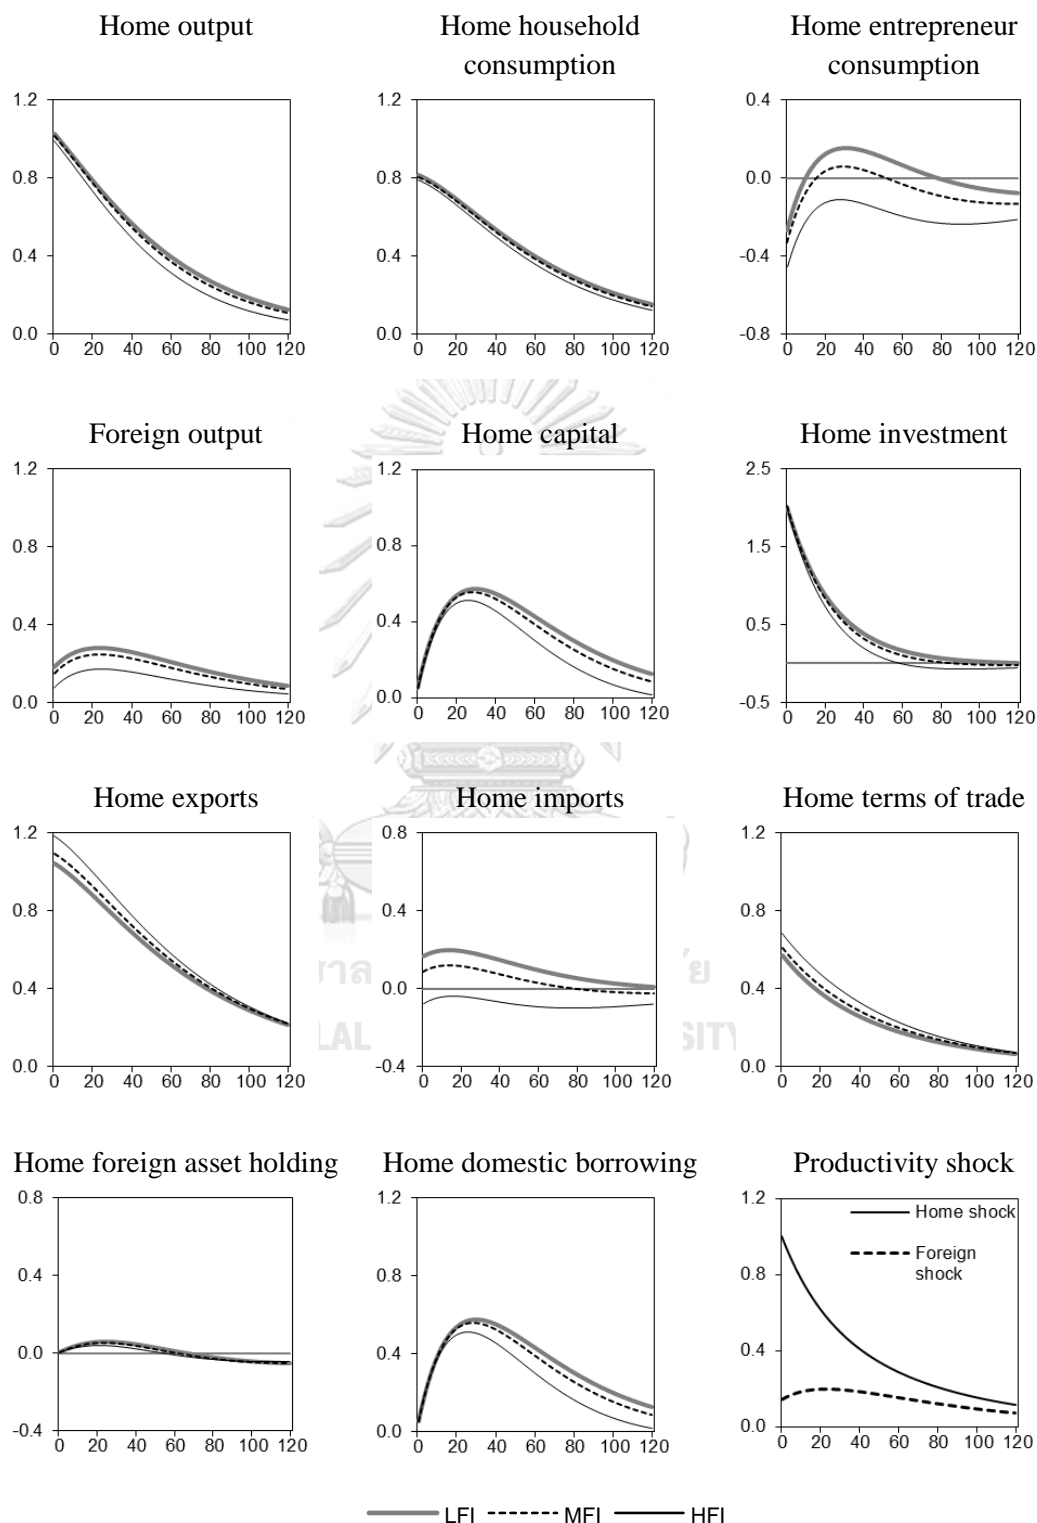 Home output
Home household
consumption
Home entrepreneur
consumption
1.2
0.8
0.4
0.0
0 20 40 60 80 100 120
1.2
0.8
0.4
0.0
0 20 40 60 80 100 120
0.4
0.0
-0.4
-0.8
0 20 40 60 80 100 120
Foreign output
Home capital
Home investment
1.2
0.8
0.4
0.0
0 20 40 60 80 100 120
1.2
0.8
0.4
0.0
0 20 40 60 80 100 120
2.5
1.5
0.5
-0.5
0 20 40 60 80 100 120
Home exports
Home imports
Home terms of trade
1.2
0.8
0.4
0.0
0 20 40 60 80 100 120
0.8
0.4
0.0
-0.4
0 20 40 60 80 100 120
1.2
0.8
0.4
0.0
0 20 40 60 80 100 120
Home foreign asset holding
Home domestic borrowing
Productivity shock
0.8
0.4
0.0
-0.4
0 20 40 60 80 100 120
1.2
0.8
0.4
0.0
0 20 40 60 80 100 120
1.2
0.8
0.4
0.0
0 20 40 60 80 100 120
Home shock
Foreign
shock
LFI MFI HFI